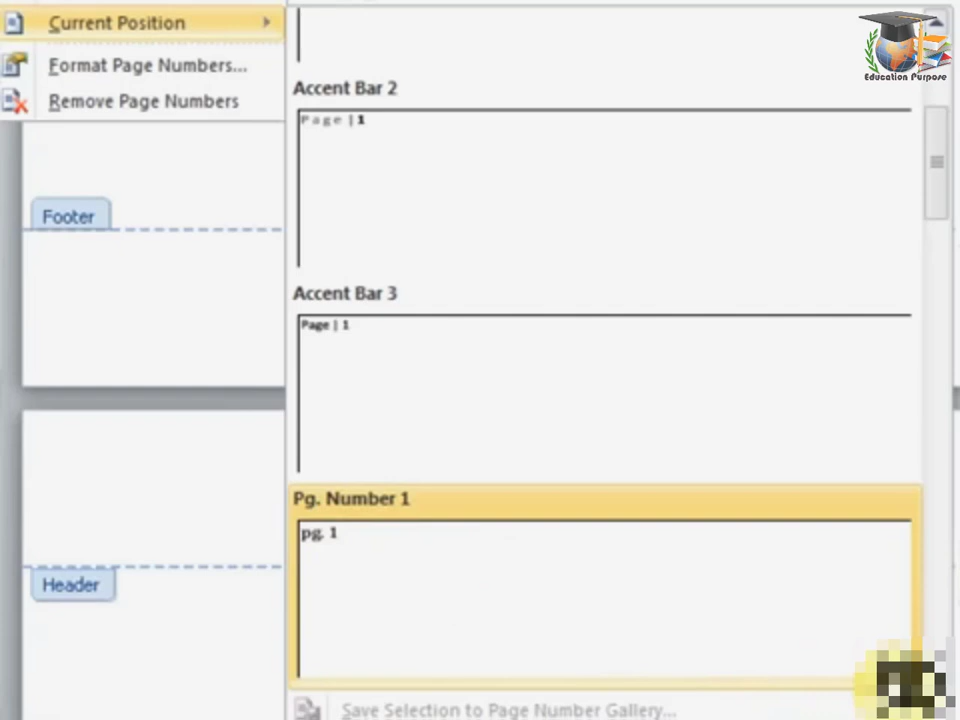 Current Position
Format Page Numbers...
Remove Page Numbers
Footer
Header
Accent Bar 2
Page | 1
Accent Bar 3
Page | 1
Pg. Number 1
pg. 1
Save Selection to Page Number Gallery...
Education Purpose